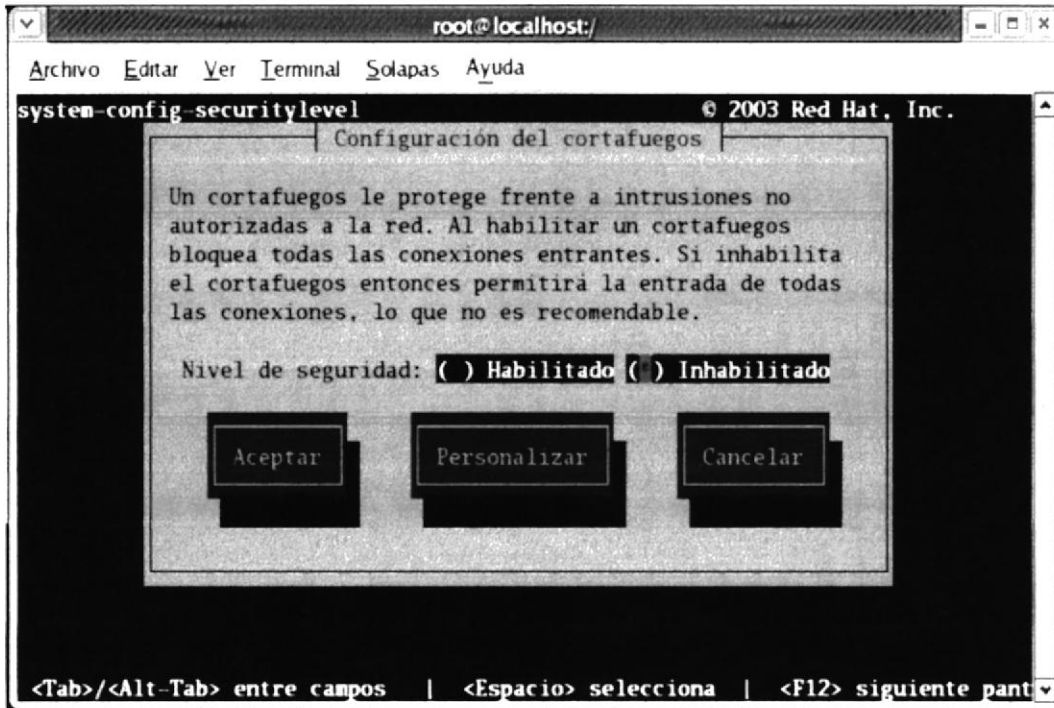 root@localhost:/
Archivo Editar Ver Terminal Solapas Ayuda
system-config-securitylevel © 2003 Red Hat, Inc.
Configuración del cortafuegos
Un cortafuegos le protege frente a intrusiones no
autorizadas a la red. Al habilitar un cortafuegos
bloquea todas las conexiones entrantes. Si inhabilita
el cortafuegos entonces permitirá la entrada de todas
las conexiones, lo que no es recomendable.
Nivel de seguridad: ( ) Habilitado (*) Inhabilitado
Aceptar Personalizar Cancelar
<Tab>/<Alt-Tab> entre campos | <Espacio> selecciona | <F12> siguiente pant